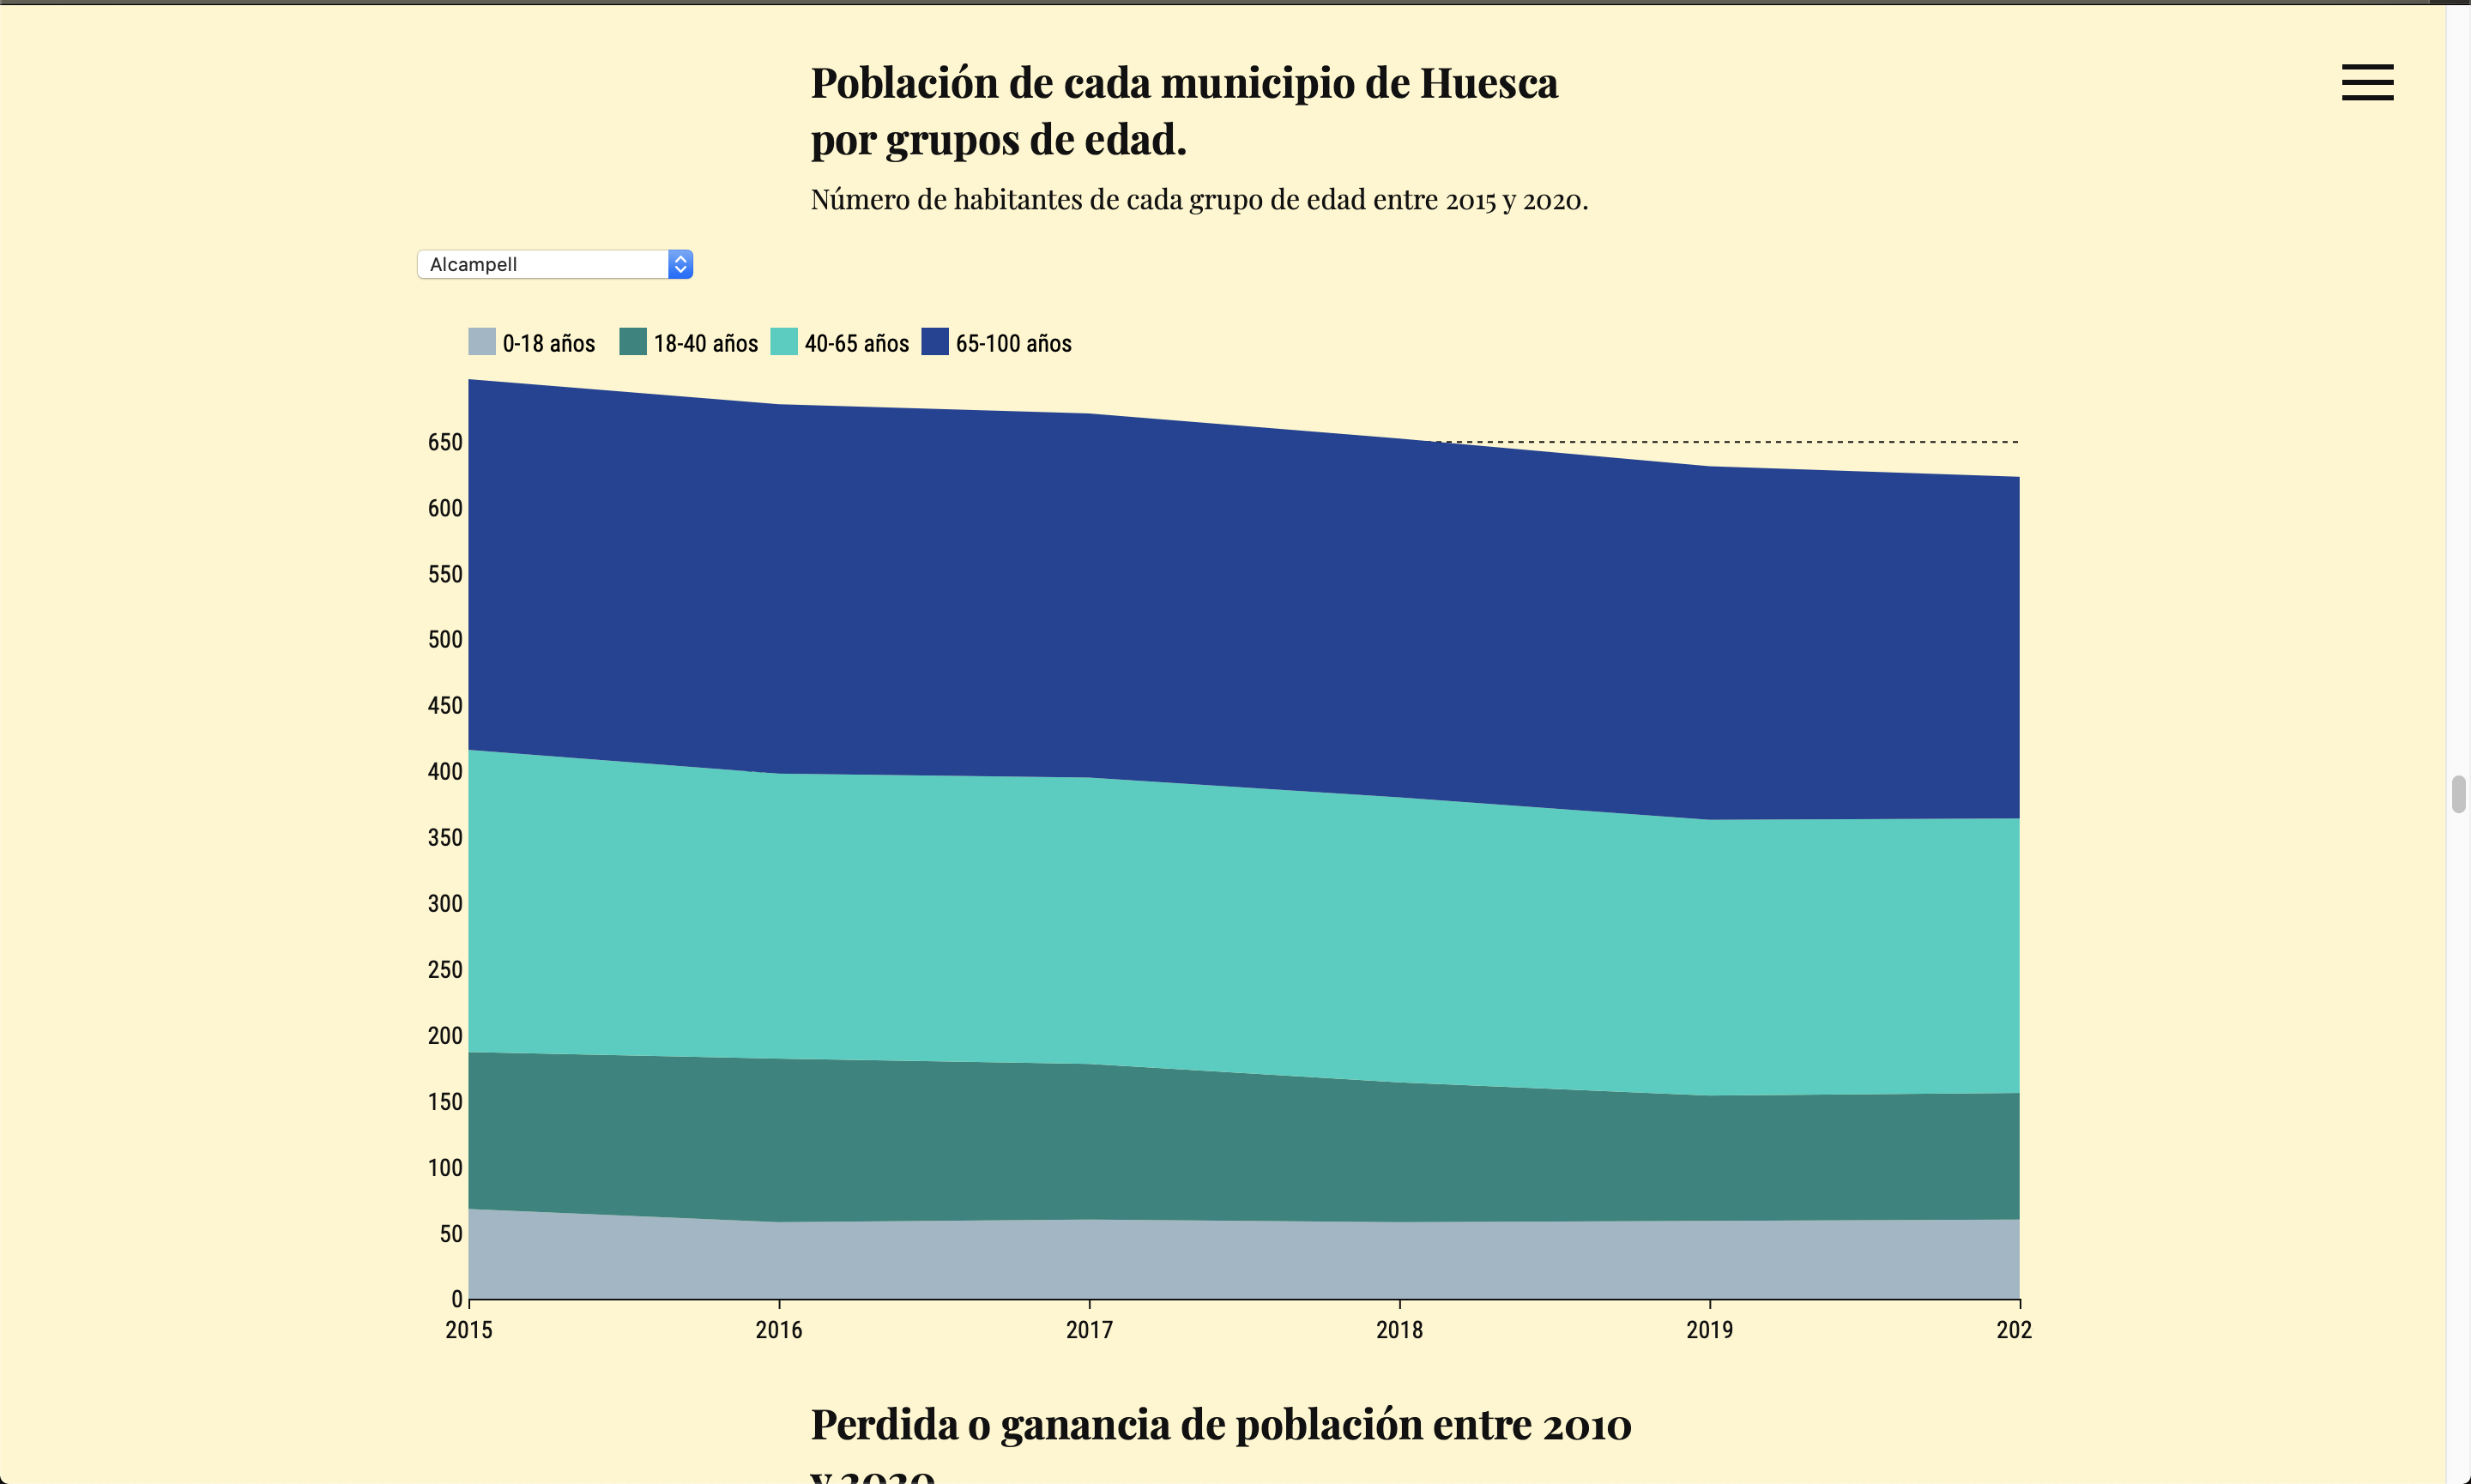 Población de cada municipio de Huesca
por grupos de edad.
Número de habitantes de cada grupo de edad entre 2015 y 2020.
Alcampell
0-18 años 18-40 años 40-65 años 65-100 años
650
600
550
500
450
400
350
300
250
200
150
100
50
0
2015 2016 2017 2018 2019 202
Perdida o ganancia de población entre 2010
y 2020